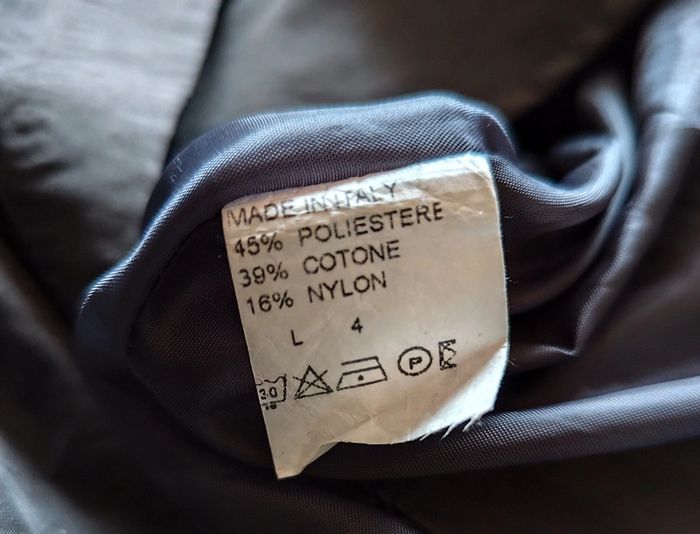 MADE IN ITALY
45% POLIESTERE
39% COTONE
16% NYLON
L 4
30 P